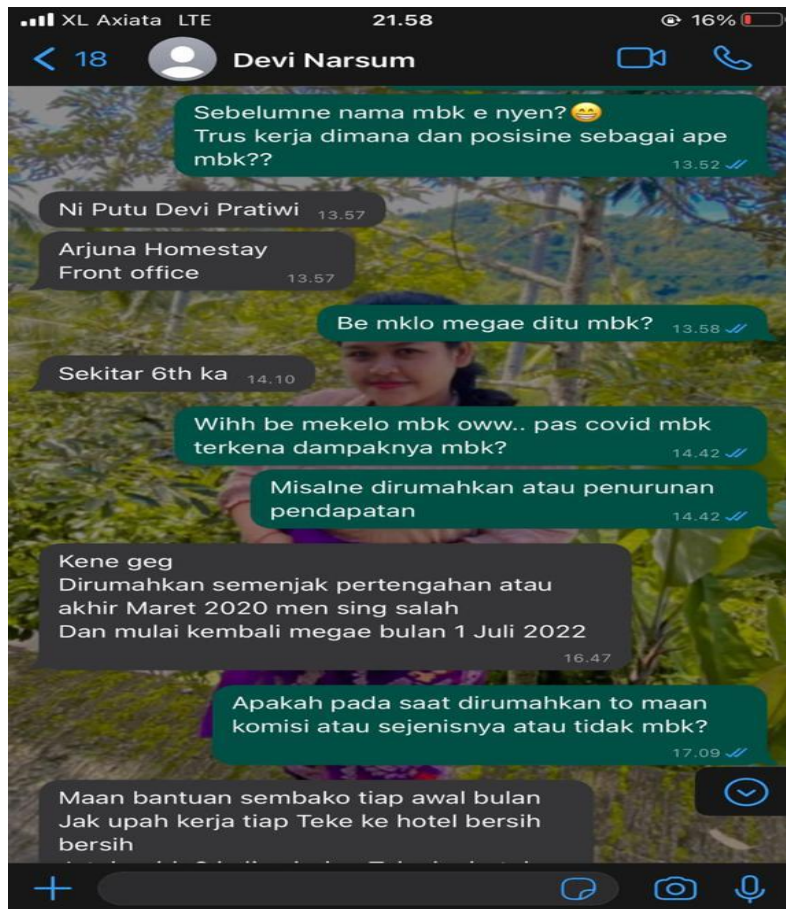 XL Axiata LTE 21.58 16%
18 Devi Narsum
Sebelumne nama mbk e nyen?😁
Trus kerja dimana dan posisine sebagai ape
mbk??
13.52
Ni Putu Devi Pratiwi 13.57
Arjuna Homestay
Front office 13.57
Be mklo megae ditu mbk? 13.58
Sekitar 6th ka 14.10
Wihh be mekelo mbk oww.. pas covid mbk
terkena dampaknya mbk?
14.42
Misalne dirumahkan atau penurunan
pendapatan 14.42
Kene geg
Dirumahkan semenjak pertengahan atau
akhir Maret 2020 men sing salah
Dan mulai kembali megae bulan 1 Juli 2022
16.47
Apakah pada saat dirumahkan to maan
komisi atau sejenisnya atau tidak mbk?
17.09
Maan bantuan sembako tiap awal bulan
Jak upah kerja tiap Teke ke hotel bersih
bersih